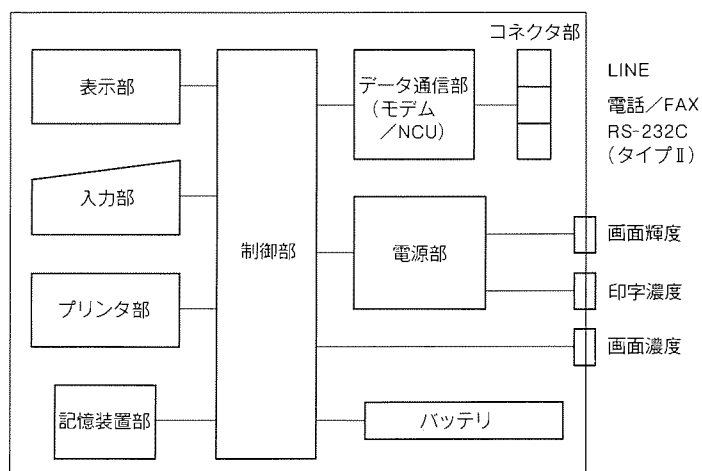 コネクタ部
表示部
データ通信部
（モデム
／NCU）
LINE
電話／FAX
RS-232C
（タイプⅡ）
入力部
制御部
電源部
画面輝度
プリンタ部
印字濃度
画面濃度
記憶装置部
バッテリ